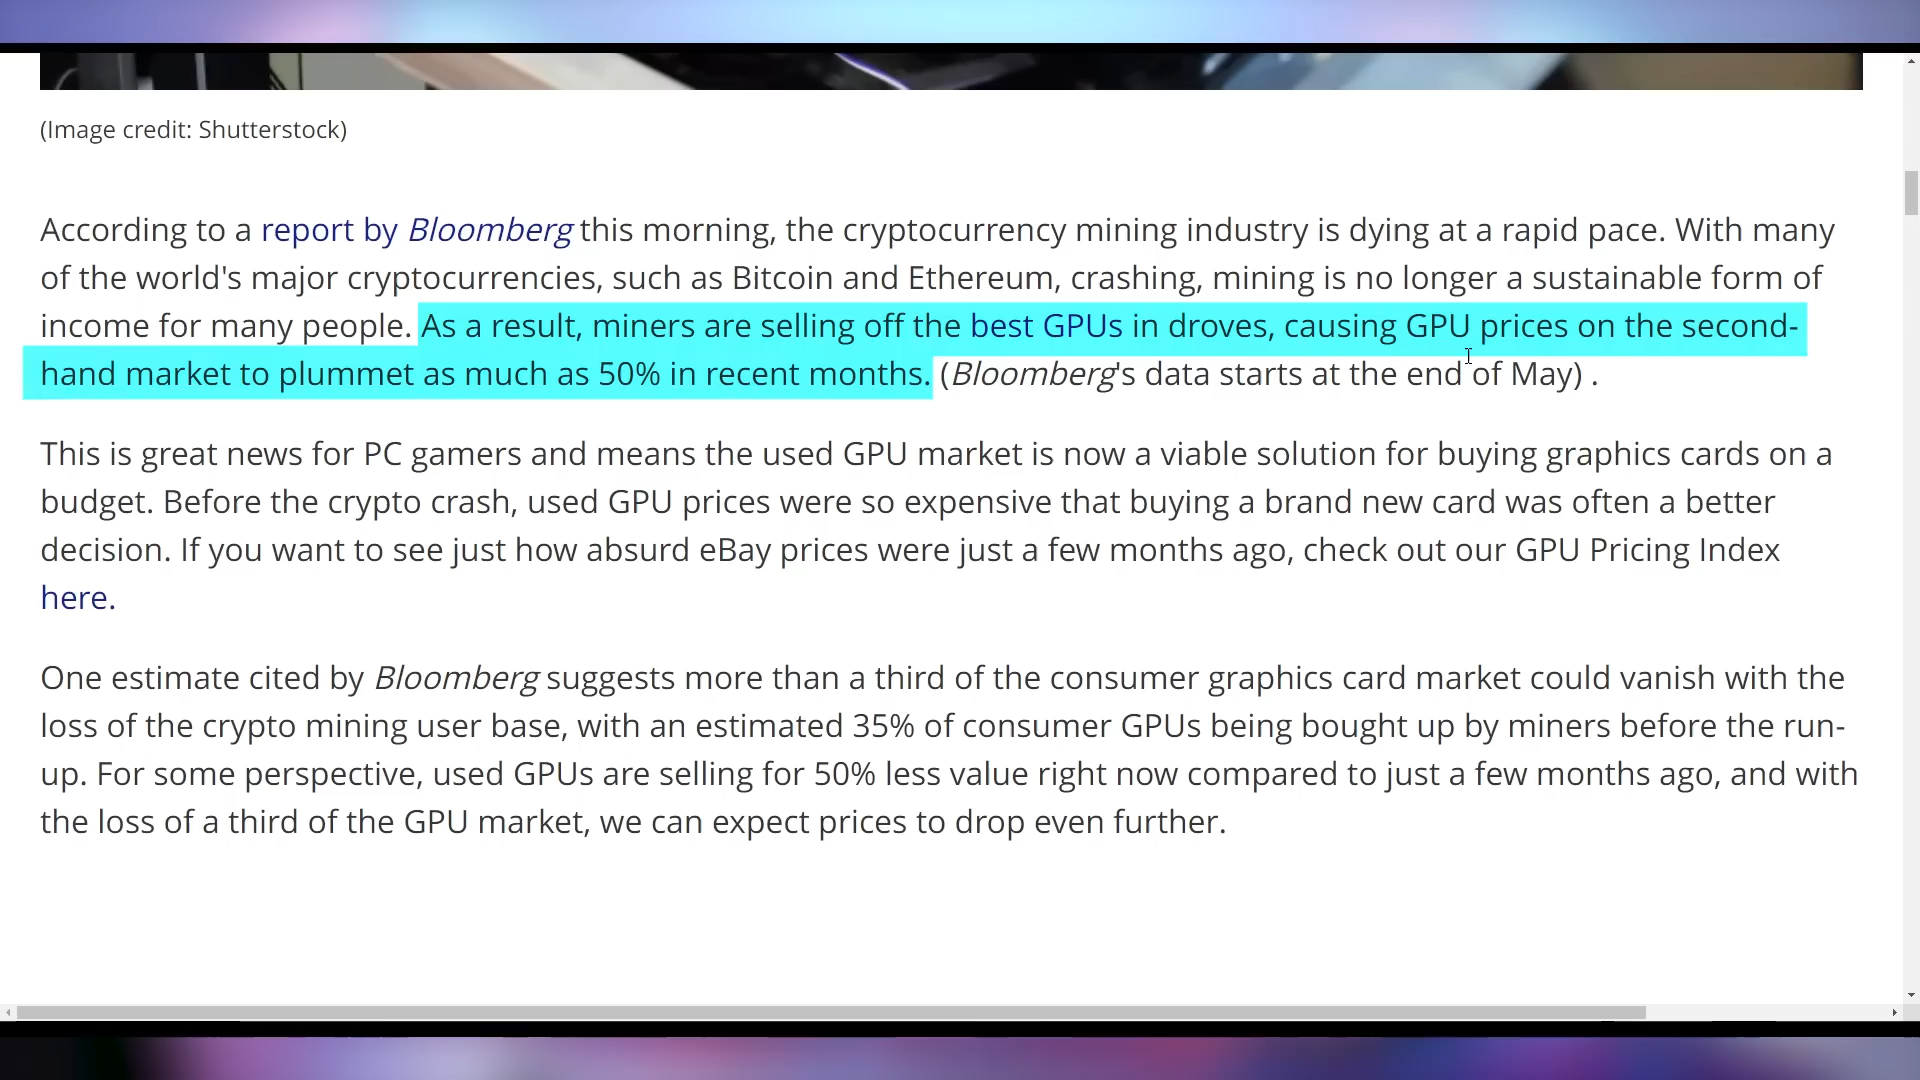 (Image credit: Shutterstock)
According to a report by Bloomberg this morning, the cryptocurrency mining industry is dying at a rapid pace. With many
of the world's major cryptocurrencies, such as Bitcoin and Ethereum, crashing, mining is no longer a sustainable form of
income for many people. As a result, miners are selling off the best GPUs in droves, causing GPU prices on the second-
hand market to plummet as much as 50% in recent months. (Bloomberg's data starts at the end of May) .
This is great news for PC gamers and means the used GPU market is now a viable solution for buying graphics cards on a
budget. Before the crypto crash, used GPU prices were so expensive that buying a brand new card was often a better
decision. If you want to see just how absurd eBay prices were just a few months ago, check out our GPU Pricing Index
here.
One estimate cited by Bloomberg suggests more than a third of the consumer graphics card market could vanish with the
loss of the crypto mining user base, with an estimated 35% of consumer GPUs being bought up by miners before the run-
up. For some perspective, used GPUs are selling for 50% less value right now compared to just a few months ago, and with
the loss of a third of the GPU market, we can expect prices to drop even further.